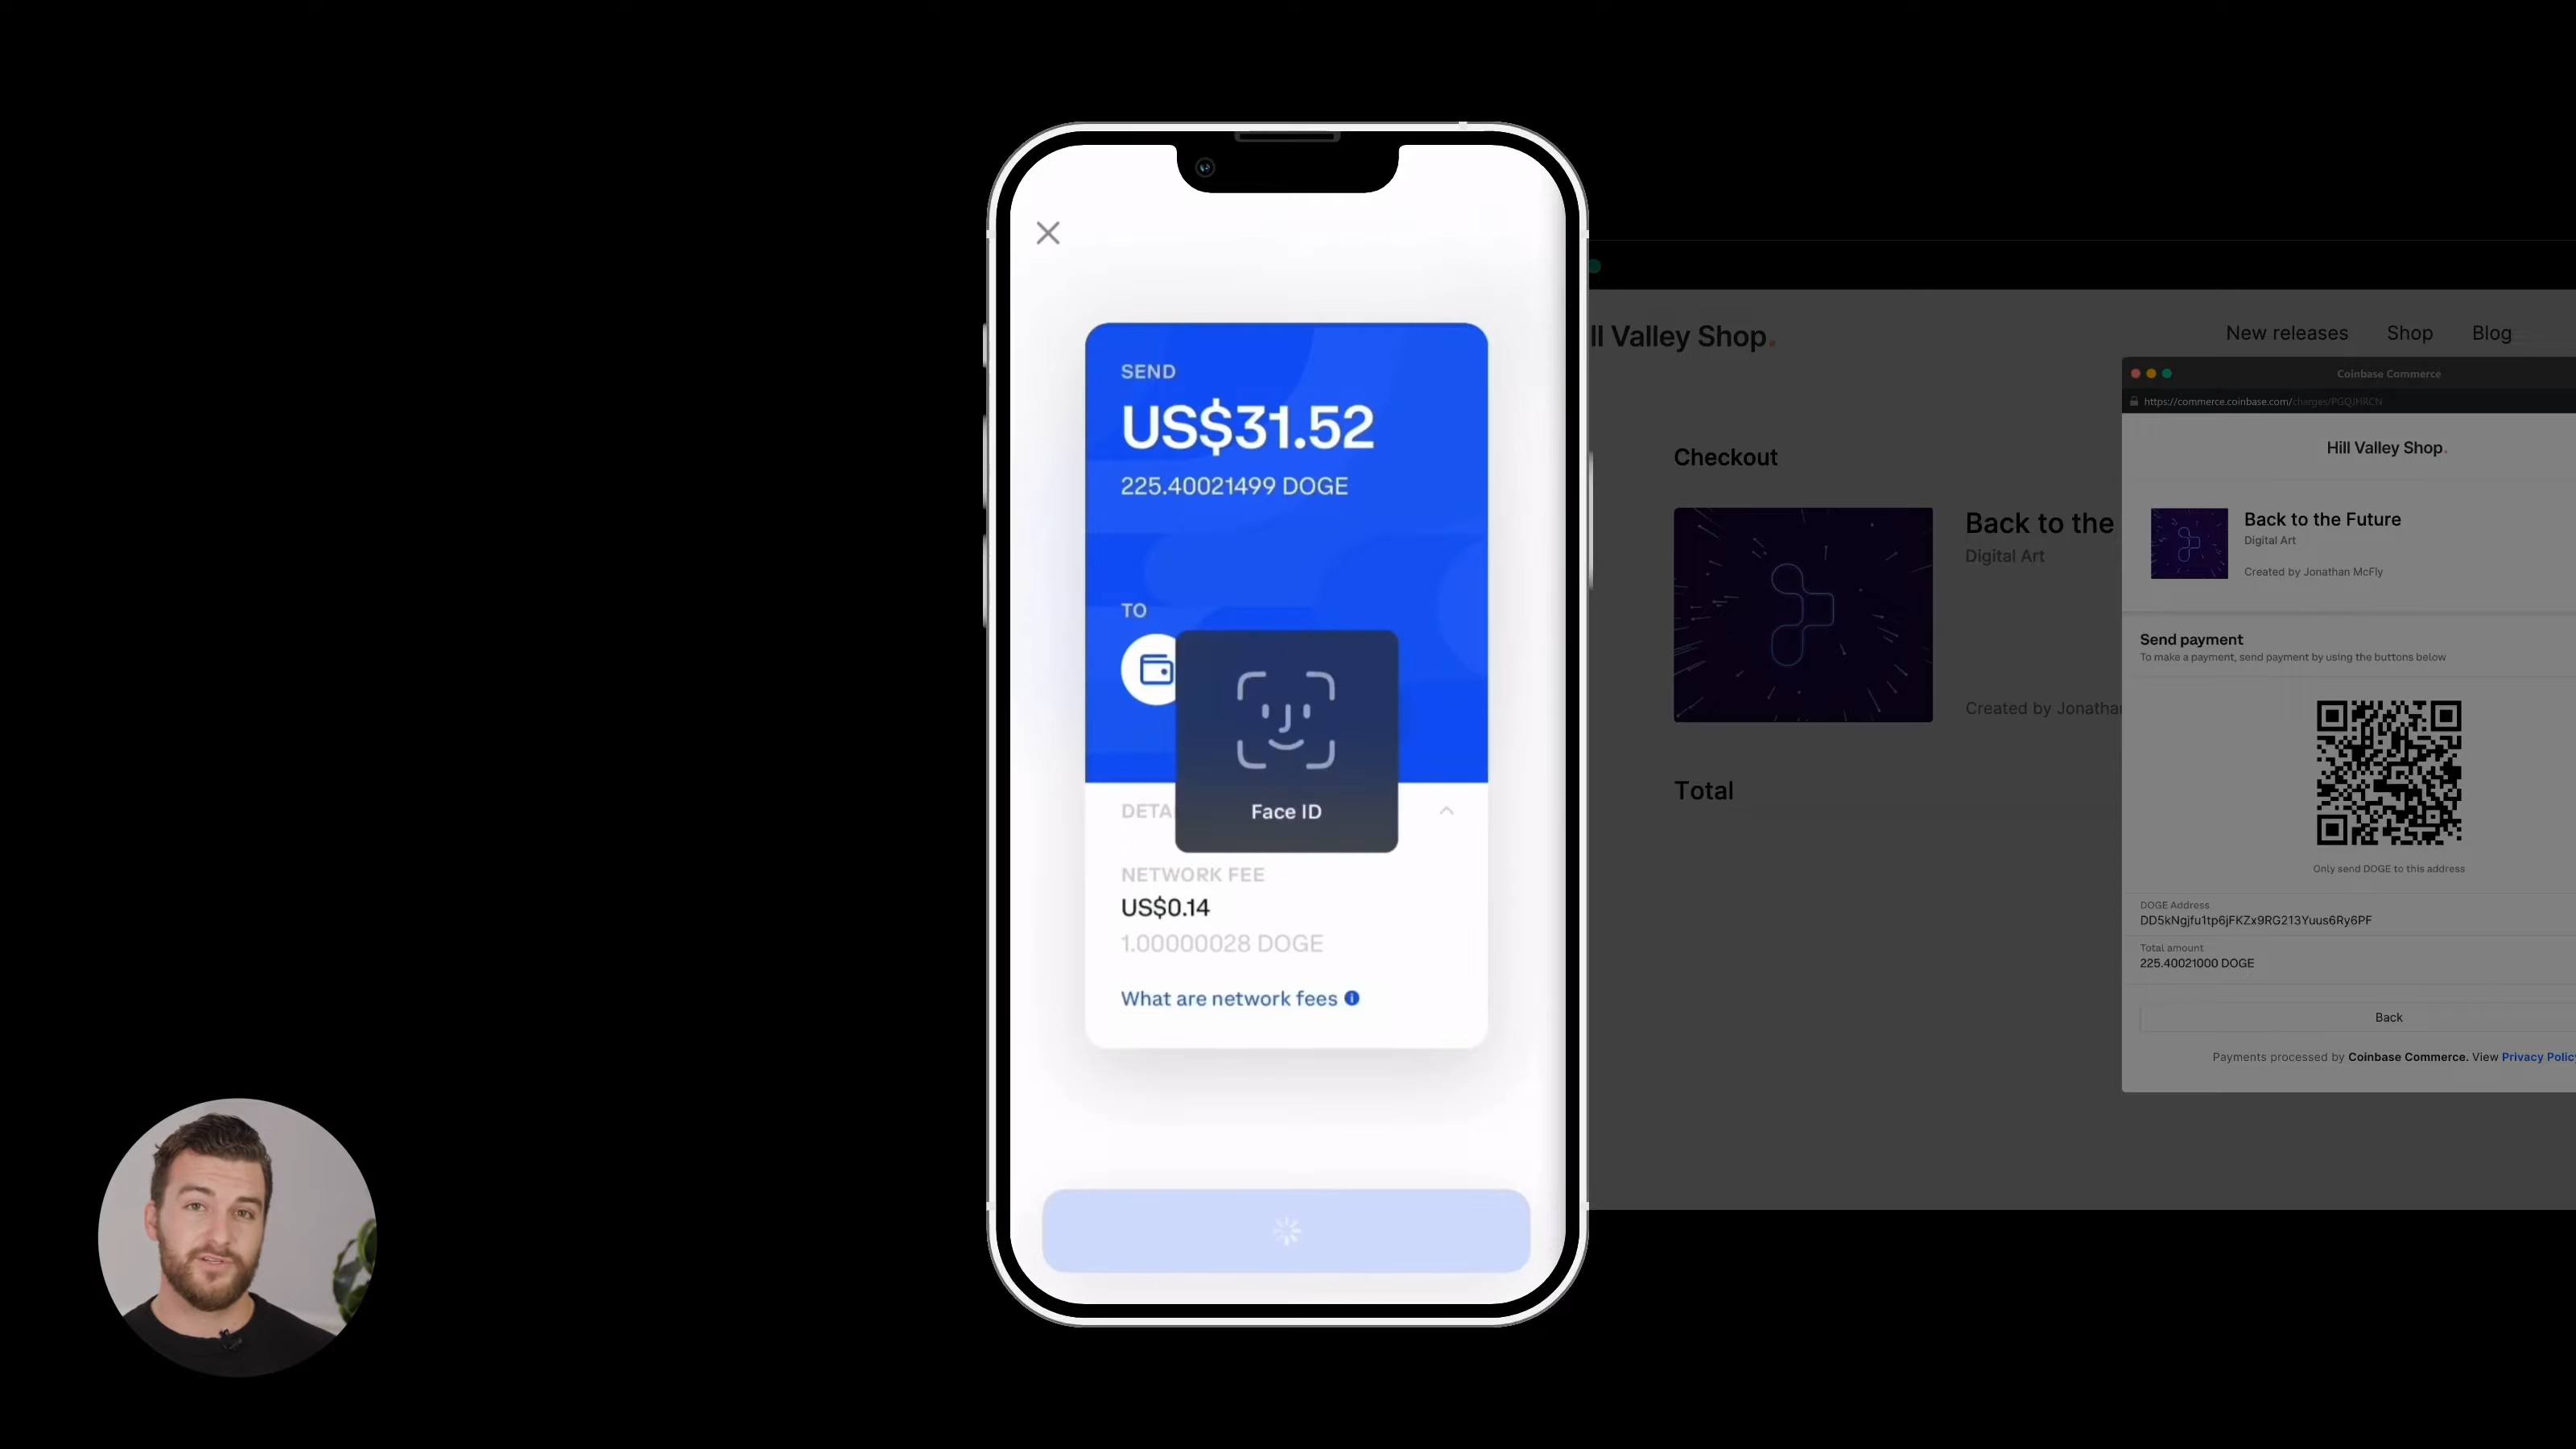 SEND
US$31.52
225.40021499 DOGE
TO
Face ID
NETWORK FEE
US$0.14
1.00000028 DOGE
What are network fees
Valley Shop.
New releases
Shop
Blog
Checkout
Back to the
Digital Art
Total
Coinbase Commerce
https://commerce.coinbase.com/charges/PGQJHRCN
Hill Valley Shop.
Back to the Future
Digital Art
Created by Jonathan McFly
Send payment
To make a payment, send payment by using the buttons below
Only send DOGE to this address
DOGE Address
DD5kNgjfu1tp6jFKZx9RG213Yuus6Ry6PF
Total amount
225.40021000 DOGE
Back
Payments processed by Coinbase Commerce. View Privacy
Created by